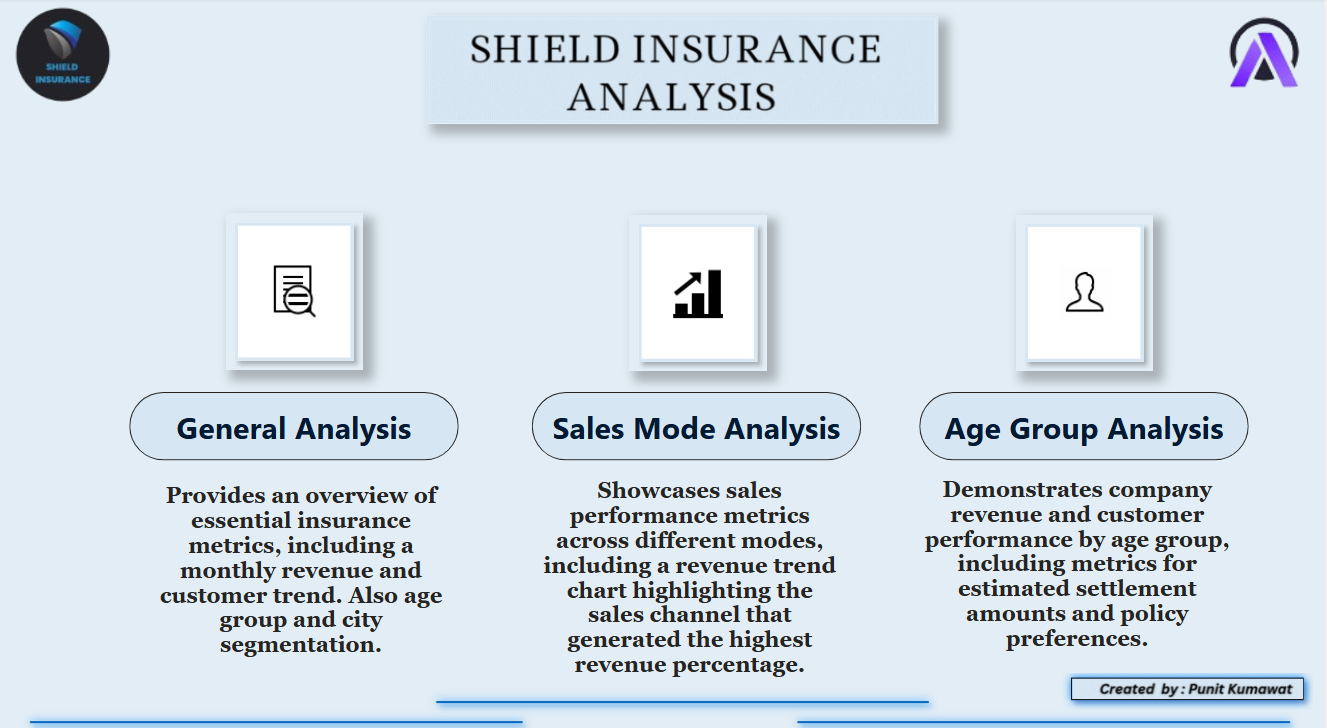 SHIELD
INSURANCE
SHIELD INSURANCE
ANALYSIS
General Analysis
Provides an overview of
essential insurance
metrics, including a
monthly revenue and
customer trend. Also age
group and city
segmentation.
Sales Mode Analysis
Showcases sales
performance metrics
across different modes,
including a revenue trend
chart highlighting the
sales channel that
generated the highest
revenue percentage.
Age Group Analysis
Demonstrates company
revenue and customer
performance by age group,
including metrics for
estimated settlement
amounts and policy
preferences.
Created by : Punit Kumawat